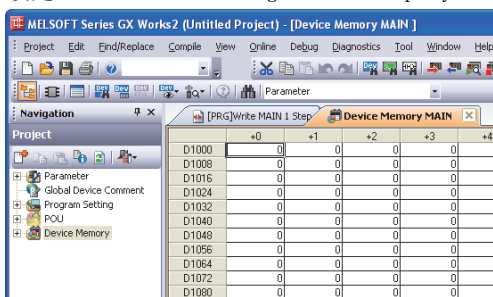 MELSOFT Series GX Works2 (Untitled Project) - [Device Memory MAIN ]
Project Edit Find/Replace Compile View Online Debug Diagnostics Tool Window Help
Parameter
Navigation
[PRG]Write MAIN 1 Step Device Memory MAIN
Project
+0 +1 +2 +3 +4
D1000 0 0 0 0
Parameter
D1008 0 0 0 0
Global Device Comment
D1016 0 0 0 0
Program Setting
D1024 0 0 0 0
POU
D1032 0 0 0 0
Device Memory
D1040 0 0 0 0
D1048 0 0 0 0
D1056 0 0 0 0
D1064 0 0 0 0
D1072 0 0 0 0
D1080 0 0 0 0